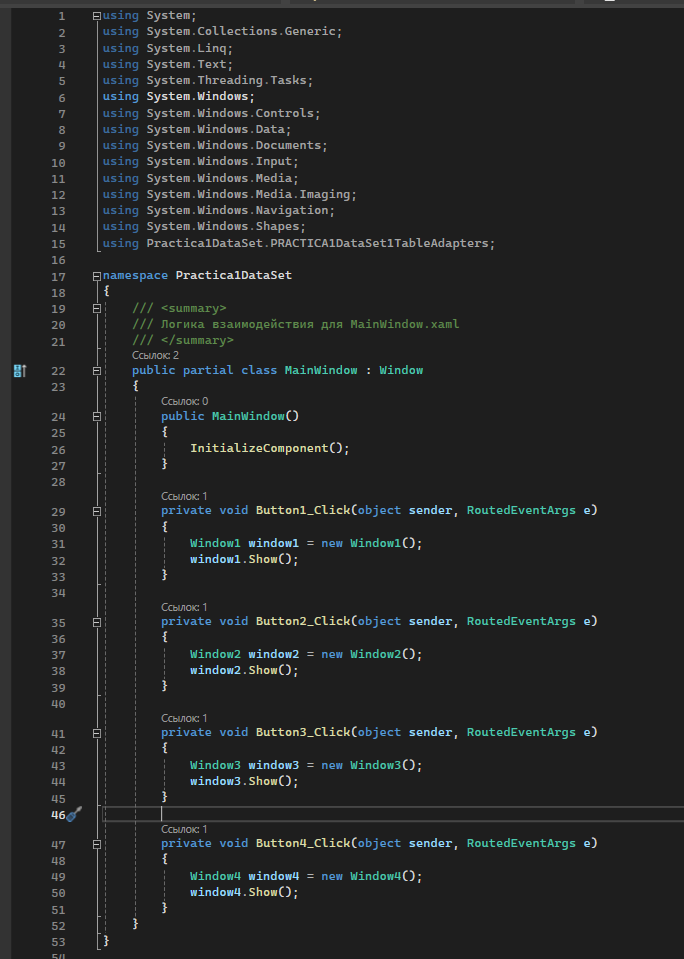 1 using System;
2 using System.Collections.Generic;
3 using System.Linq;
4 using System.Text;
5 using System.Threading.Tasks;
6 using System.Windows;
7 using System.Windows.Controls;
8 using System.Windows.Data;
9 using System.Windows.Documents;
10 using System.Windows.Input;
11 using System.Windows.Media;
12 using System.Windows.Media.Imaging;
13 using System.Windows.Navigation;
14 using System.Windows.Shapes;
15 using Practica1DataSet.PRACTICA1DataSet1TableAdapters;
16
17 namespace Practica1DataSet
18 {
19 /// <summary>
20 /// Логика взаимодействия для MainWindow.xaml
21 /// </summary>
Ссылок: 2
22 public partial class MainWindow : Window
23 {
Ссылок: 0
24 public MainWindow()
25 {
26 InitializeComponent();
27 }
28
Ссылок: 1
29 private void Button1_Click(object sender, RoutedEventArgs e)
30 {
31 Window1 window1 = new Window1();
32 window1.Show();
33 }
34
Ссылок: 1
35 private void Button2_Click(object sender, RoutedEventArgs e)
36 {
37 Window2 window2 = new Window2();
38 window2.Show();
39 }
40
Ссылок: 1
41 private void Button3_Click(object sender, RoutedEventArgs e)
42 {
43 Window3 window3 = new Window3();
44 window3.Show();
45 }
46
Ссылок: 1
47 private void Button4_Click(object sender, RoutedEventArgs e)
48 {
49 Window4 window4 = new Window4();
50 window4.Show();
51 }
52 }
53 }
54